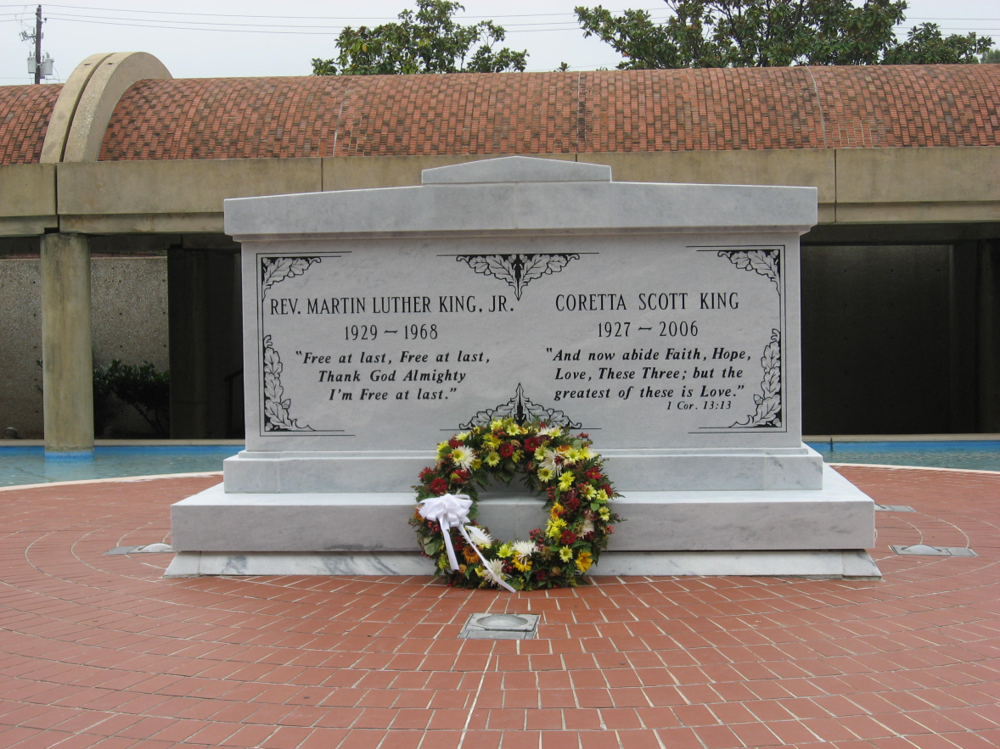 REV. MARTIN LUTHER KING, JR.
1929 – 1968
"Free at last, Free at last,
Thank God Almighty
I'm Free at last."
CORETTA SCOTT KING
1927 – 2006
"And now abide Faith, Hope,
Love, These Three; but the
greatest of these is Love."
1 Cor. 13:13